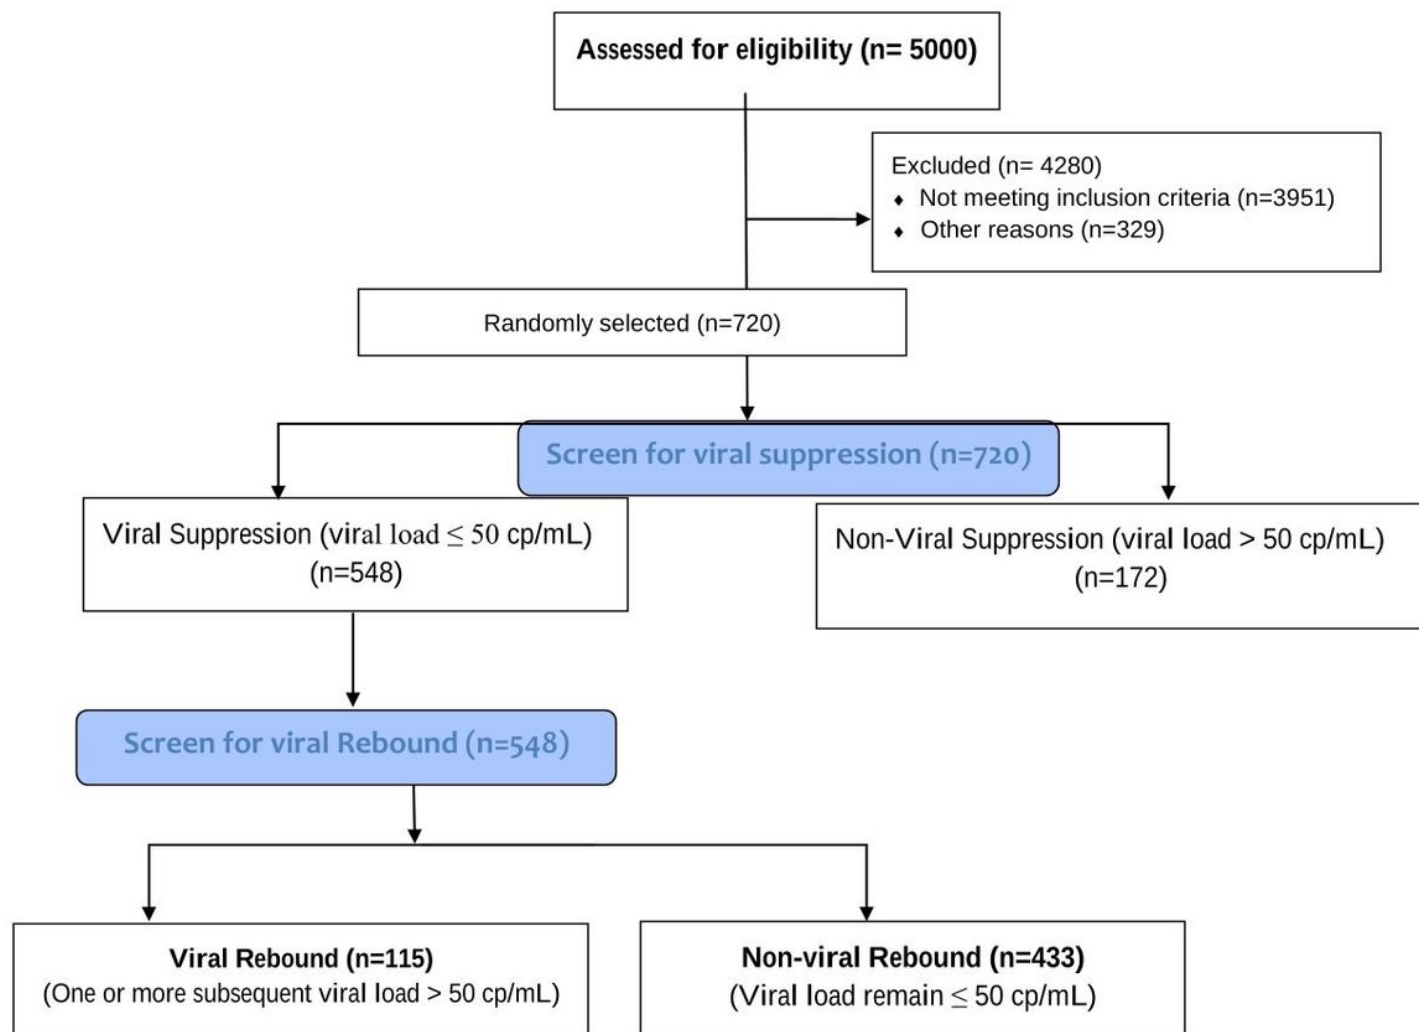 Assessed for eligibility (n= 5000)
Excluded (n= 4280)
♦ Not meeting inclusion criteria (n=3951)
♦ Other reasons (n=329)
Randomly selected (n=720)
Screen for viral suppression (n=720)
Viral Suppression (viral load ≤ 50 cp/mL)
(n=548)
Non-Viral Suppression (viral load > 50 cp/mL)
(n=172)
Screen for viral Rebound (n=548)
Viral Rebound (n=115)
(One or more subsequent viral load > 50 cp/mL)
Non-viral Rebound (n=433)
(Viral load remain ≤ 50 cp/mL)